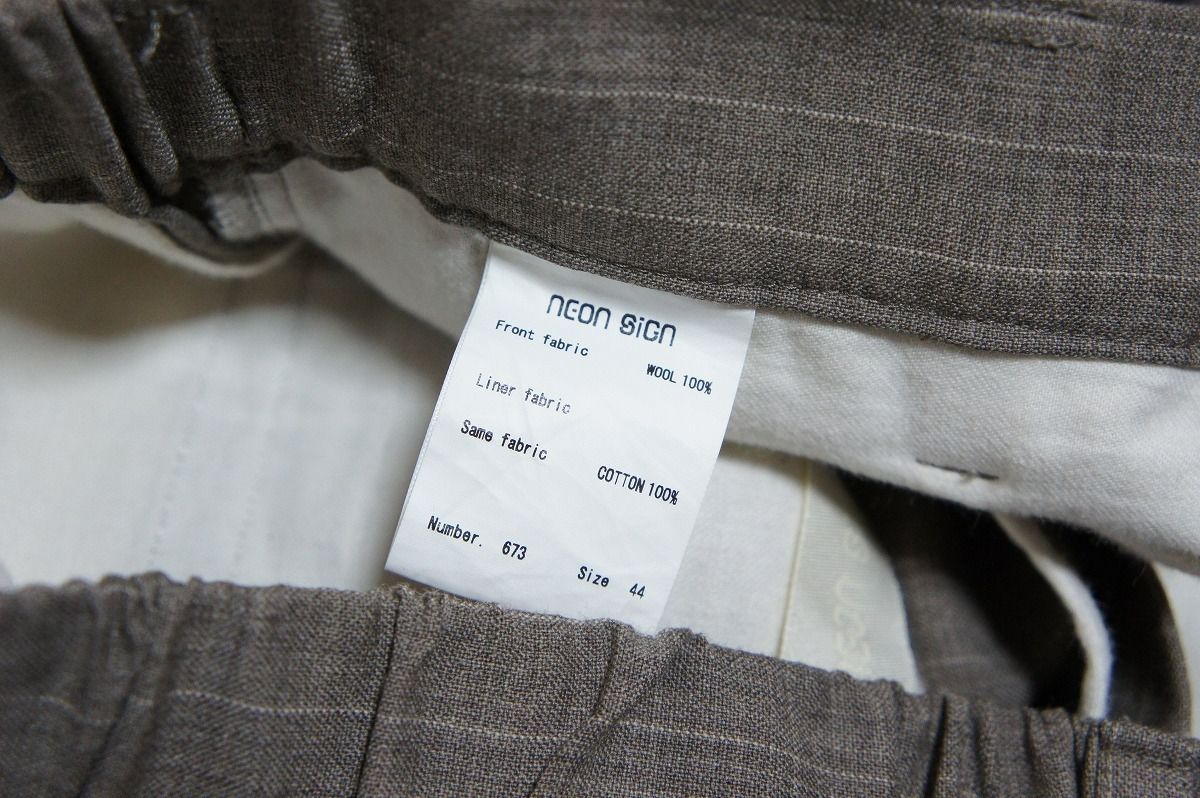 NEON SIGN
Front fabric
WOOL 100%
Liner fabric
Same fabric
COTTON 100%
Number. 673
Size 44